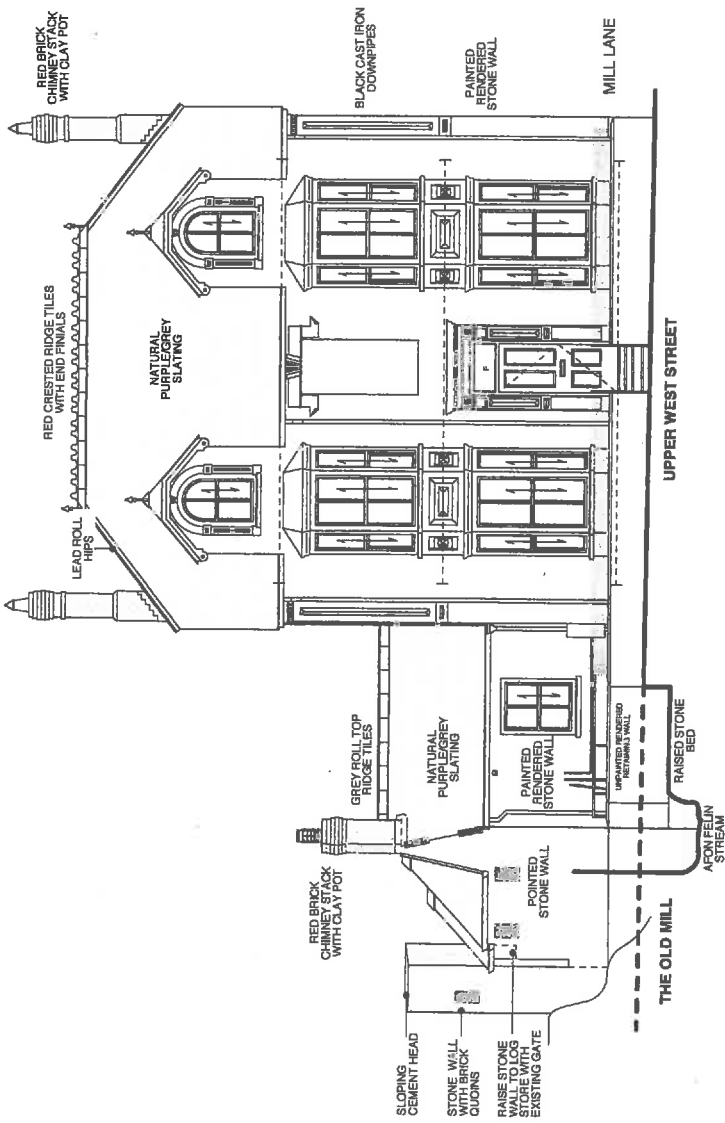 RED BRICK
CHIMNEY STACK
WITH CLAY POT
RED CRESTED RIDGE TILES
WITH END FINIALS
LEAD ROLL
HIPS
NATURAL
PURPLE/GREY
SLATING
BLACK CAST IRON
DOWNPIPES
PAINTED
RENDERED
STONE WALL
MILL LANE
UPPER WEST STREET
GREY ROLL TOP
RIDGE TILES
NATURAL
PURPLE/GREY
SLATING
PAINTED
RENDERED
STONE WALL
UNPAINTED RENDERED
RETAINING WALL
RAISED STONE
BED
AFON FELIN
STREAM
RED BRICK
CHIMNEY STACK
WITH CLAY POT
POINTED
STONE WALL
THE OLD MILL
SLOPING
CEMENT HEAD
STONE WALL
WITH BRICK
QUOINS
RAISE STONE
WALL TO LOG
STORE WITH
EXISTING GATE
F